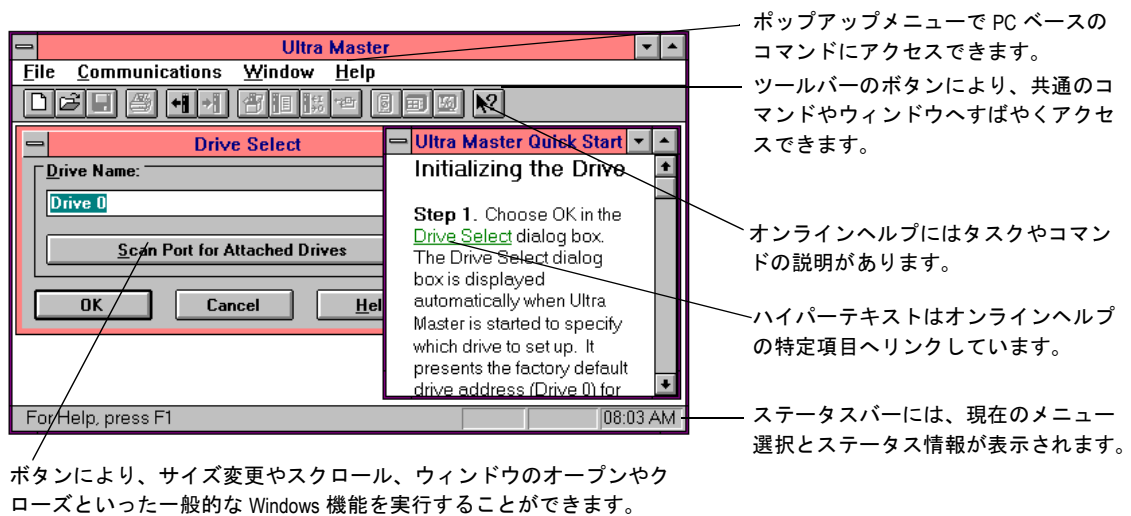 ポップアップメニューで PC ベースの
コマンドにアクセスできます。
ツールバーのボタンにより、共通のコ
マンドやウィンドウへすばやくアクセ
スできます。
オンラインヘルプにはタスクやコマン
ドの説明があります。
ハイパーテキストはオンラインヘルプ
の特定項目へリンクしています。
ステータスバーには、現在のメニュー
選択とステータス情報が表示されます。
Ultra Master
File Communications Window Help
Drive Select
Drive Name:
Drive 0
Scan Port for Attached Drives
OK Cancel Hel
Ultra Master Quick Start
Initializing the Drive
Step 1. Choose OK in the
Drive Select dialog box.
The Drive Select dialog
box is displayed
automatically when Ultra
Master is started to specify
which drive to set up. It
presents the factory default
drive address (Drive 0) for
For Help, press F1
08:03 AM
ボタンにより、サイズ変更やスクロール、ウィンドウのオープンやク
ローズといった一般的な Windows 機能を実行することができます。